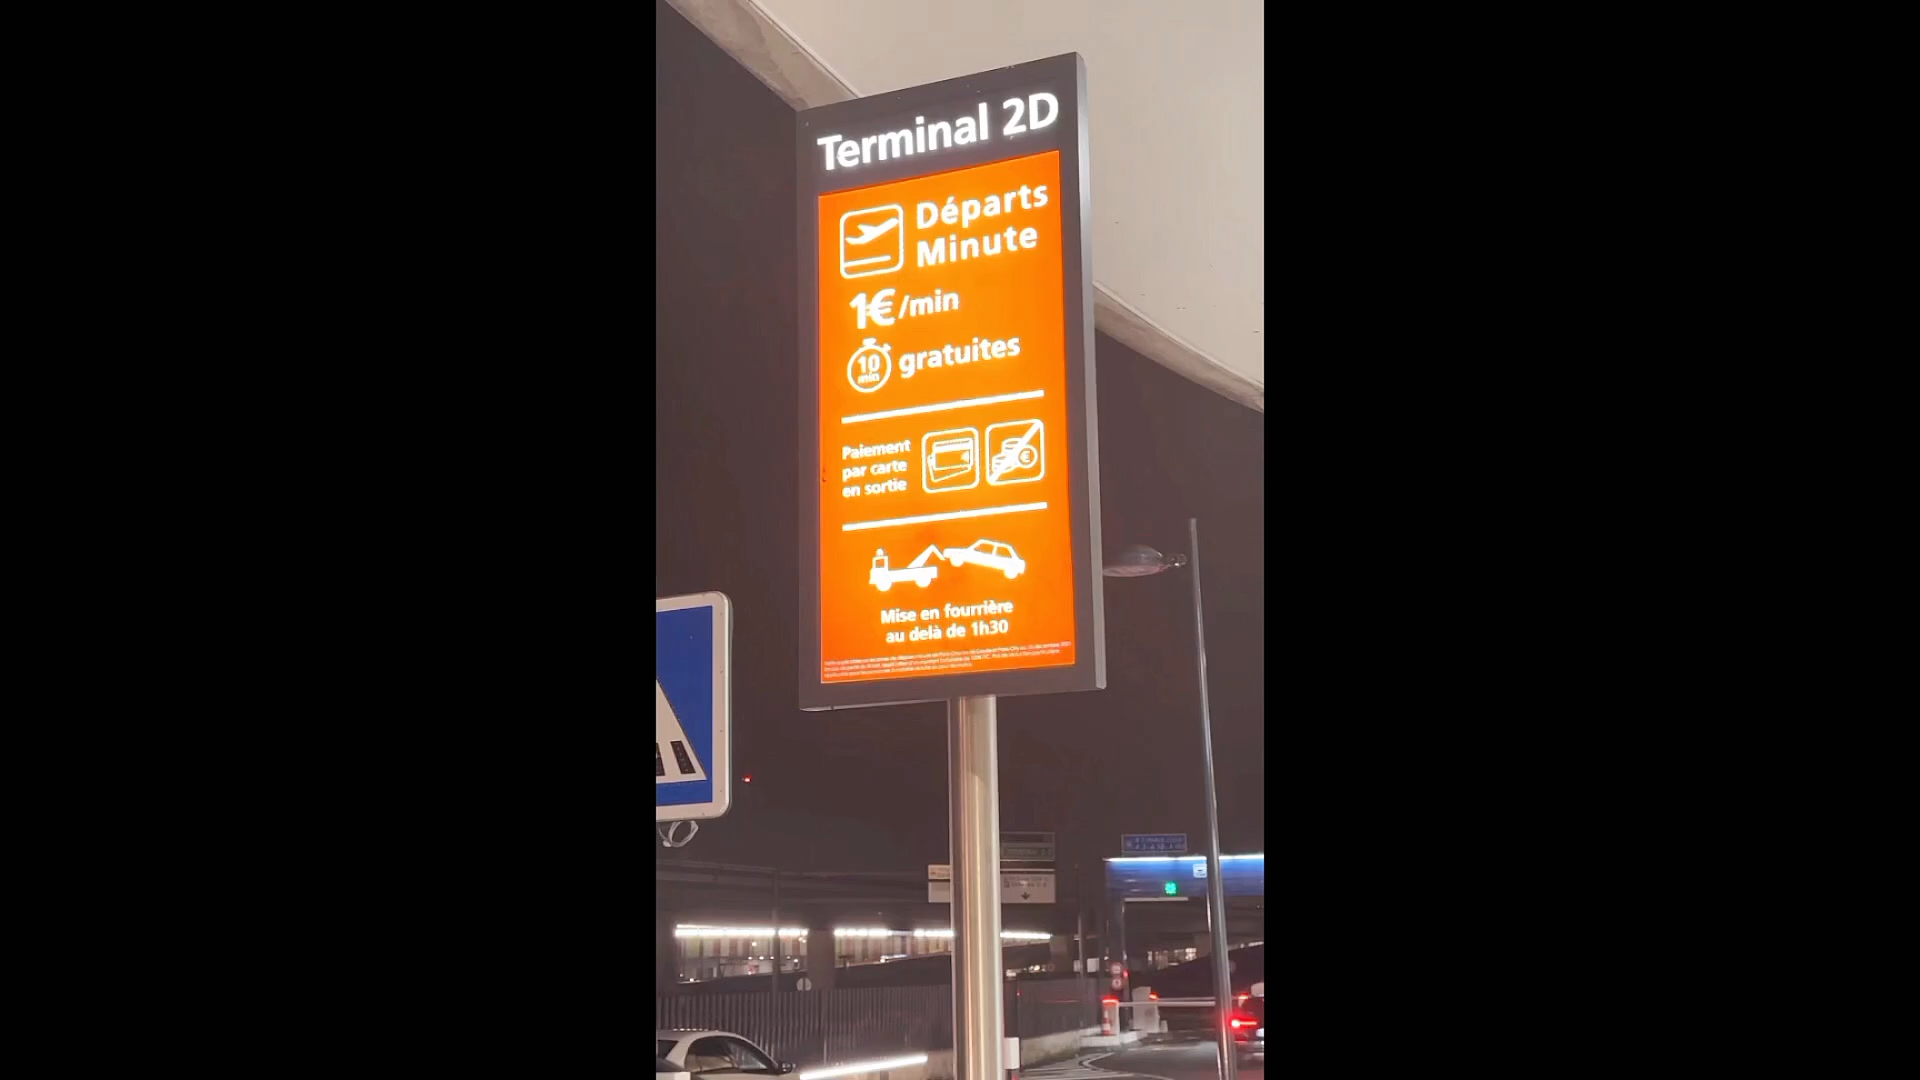 Terminal 2D
Départs
Minute
1€/min
10
min
gratuites
Paiement
par carte
en sortie
€
Mise en fourrière
au delà de 1h30